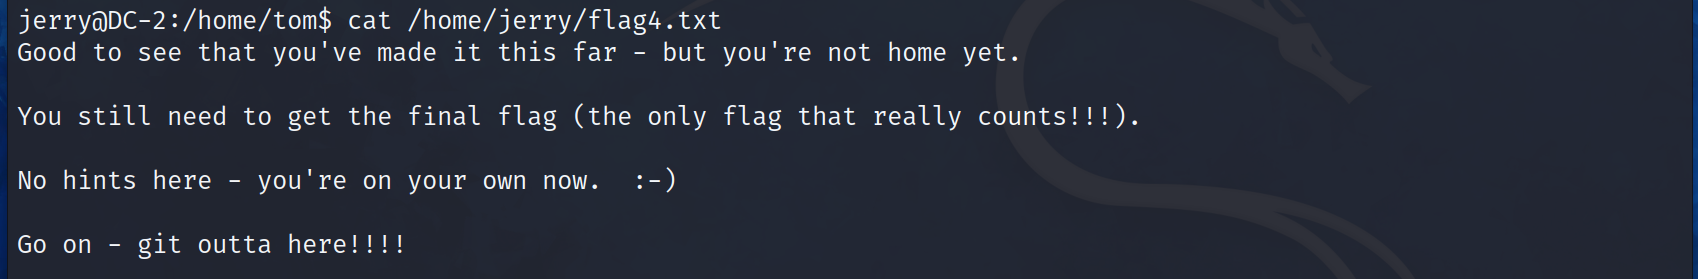 jerry@DC-2:/home/tom$ cat /home/jerry/flag4.txt
Good to see that you've made it this far - but you're not home yet.
You still need to get the final flag (the only flag that really counts!!!).
No hints here - you're on your own now.  :-)
Go on - git outta here!!!!